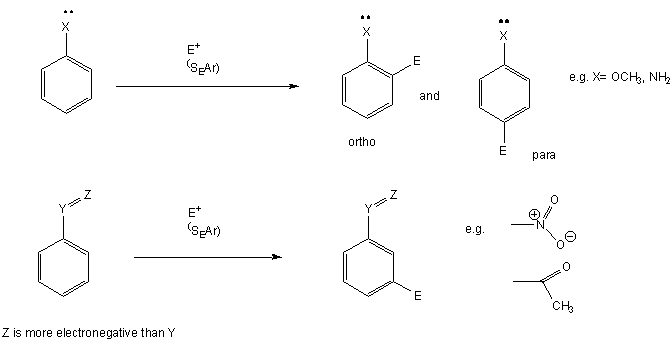 X
E+
(SEAr)
X
E
and
ortho
X
E
para
e.g. X= OCH3, NH2
Y
Z
E+
(SEAr)
Y
Z
E
e.g.
N
+
O
O
−
O
CH3
Z is more electronegative than Y